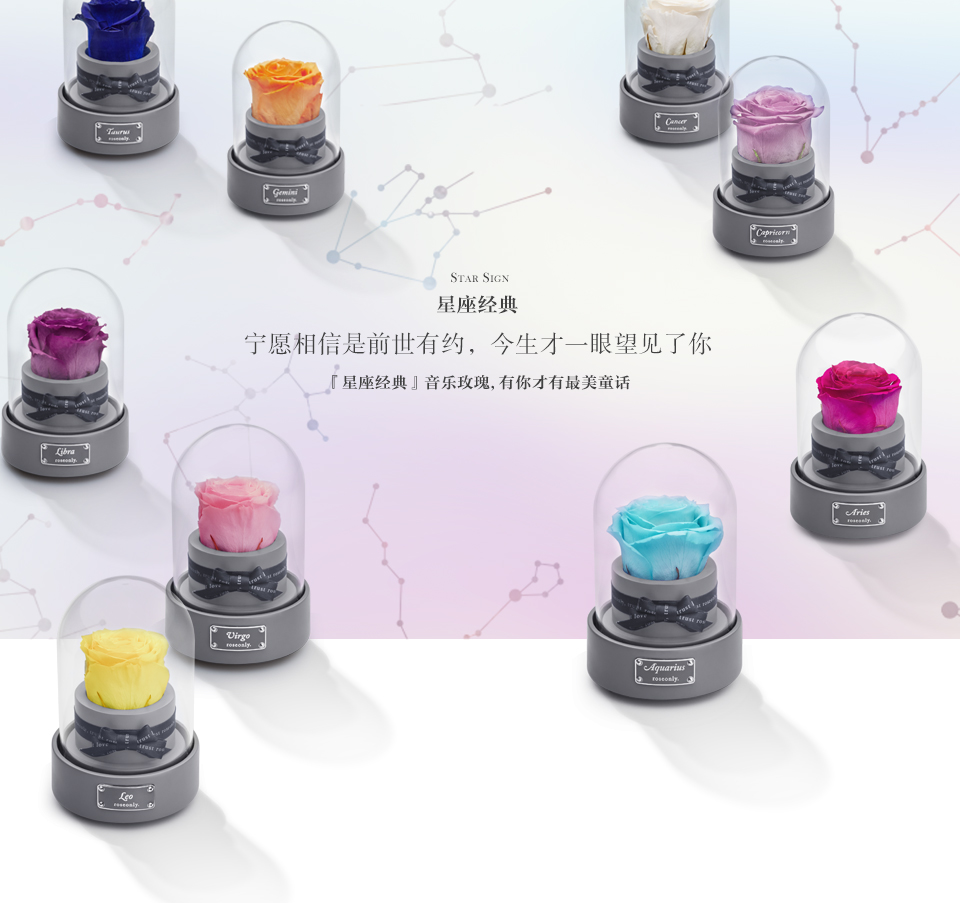 Taurus
roseonly.
Cancer
roseonly.
Gemini
roseonly.
Capricorn
roseonly.
STAR SIGN
星座经典
宁愿相信是前世有约，今生才一眼望见了你
『 星座经典 』音乐玫瑰, 有你才有最美童话
Libra
roseonly.
Aries
roseonly.
Virgo
roseonly.
Aquarius
roseonly.
Leo
roseonly.